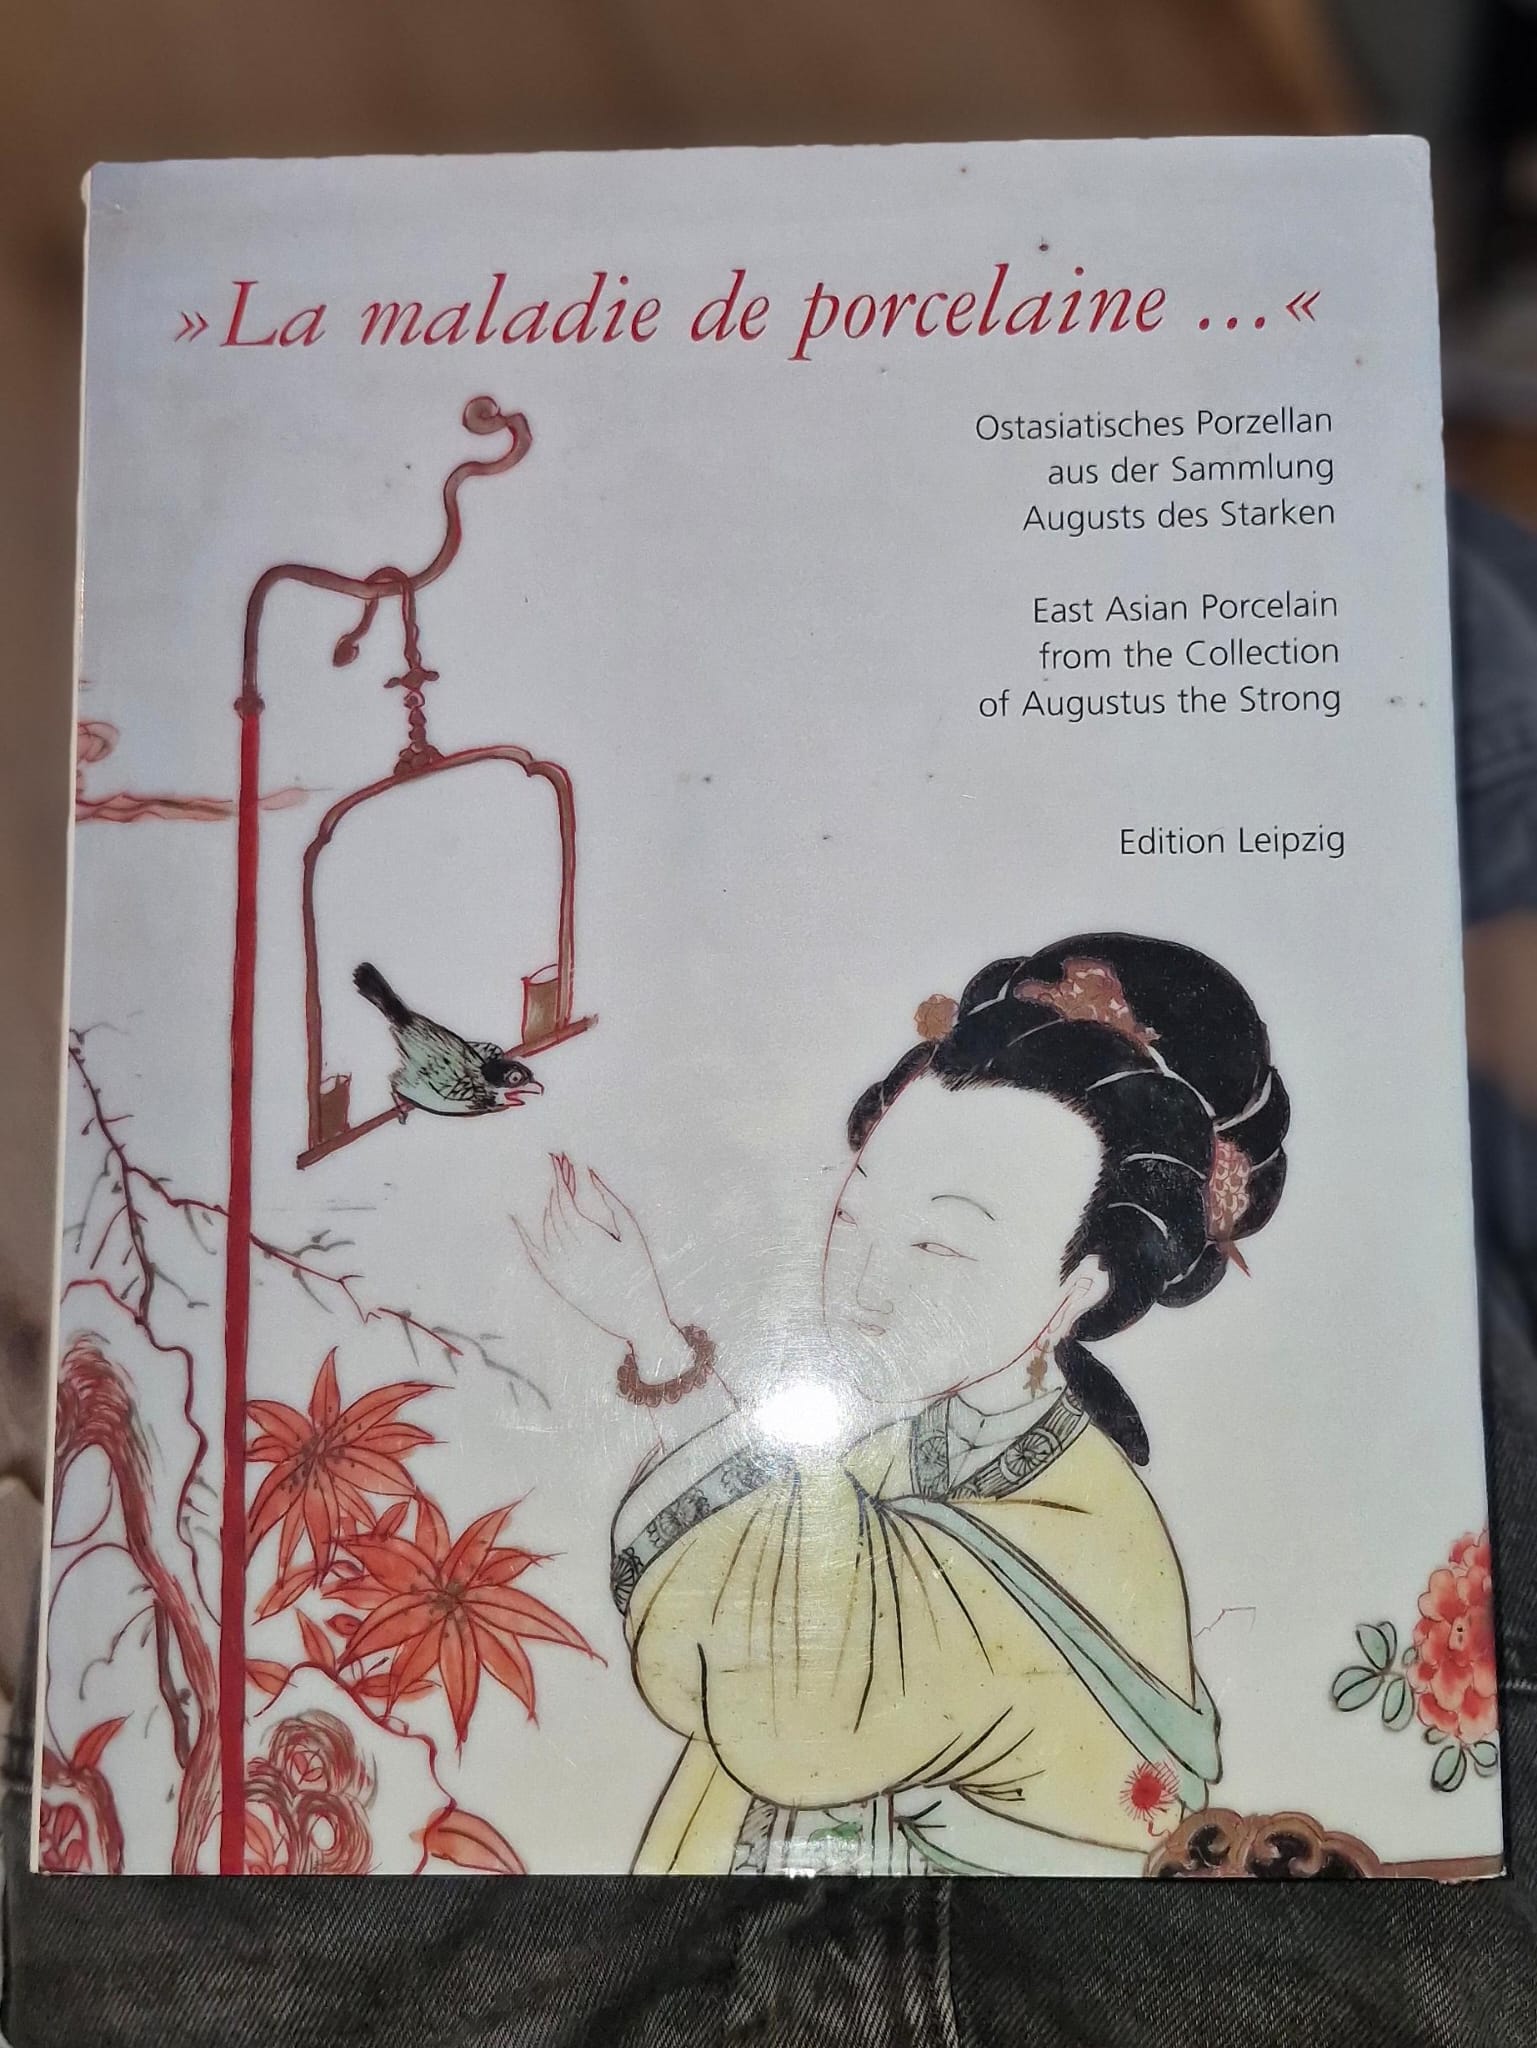 »La maladie de porcelaine ...«
Ostasiatisches Porzellan
aus der Sammlung
Augusts des Starken
East Asian Porcelain
from the Collection
of Augustus the Strong
Edition Leipzig